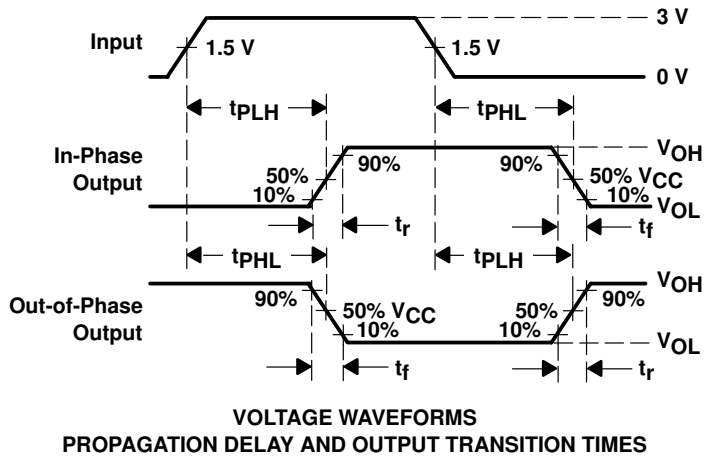 3 V
Input
1.5 V
1.5 V
0 V
tPLH
tPHL
In-Phase
Output
VOH
90%
90%
50%
50% VCC
10%
10%
VOL
tr
tf
tPHL
tPLH
Out-of-Phase
Output
VOH
90%
90%
50% VCC
50%
10%
10%
VOL
tf
tr
VOLTAGE WAVEFORMS
PROPAGATION DELAY AND OUTPUT TRANSITION TIMES